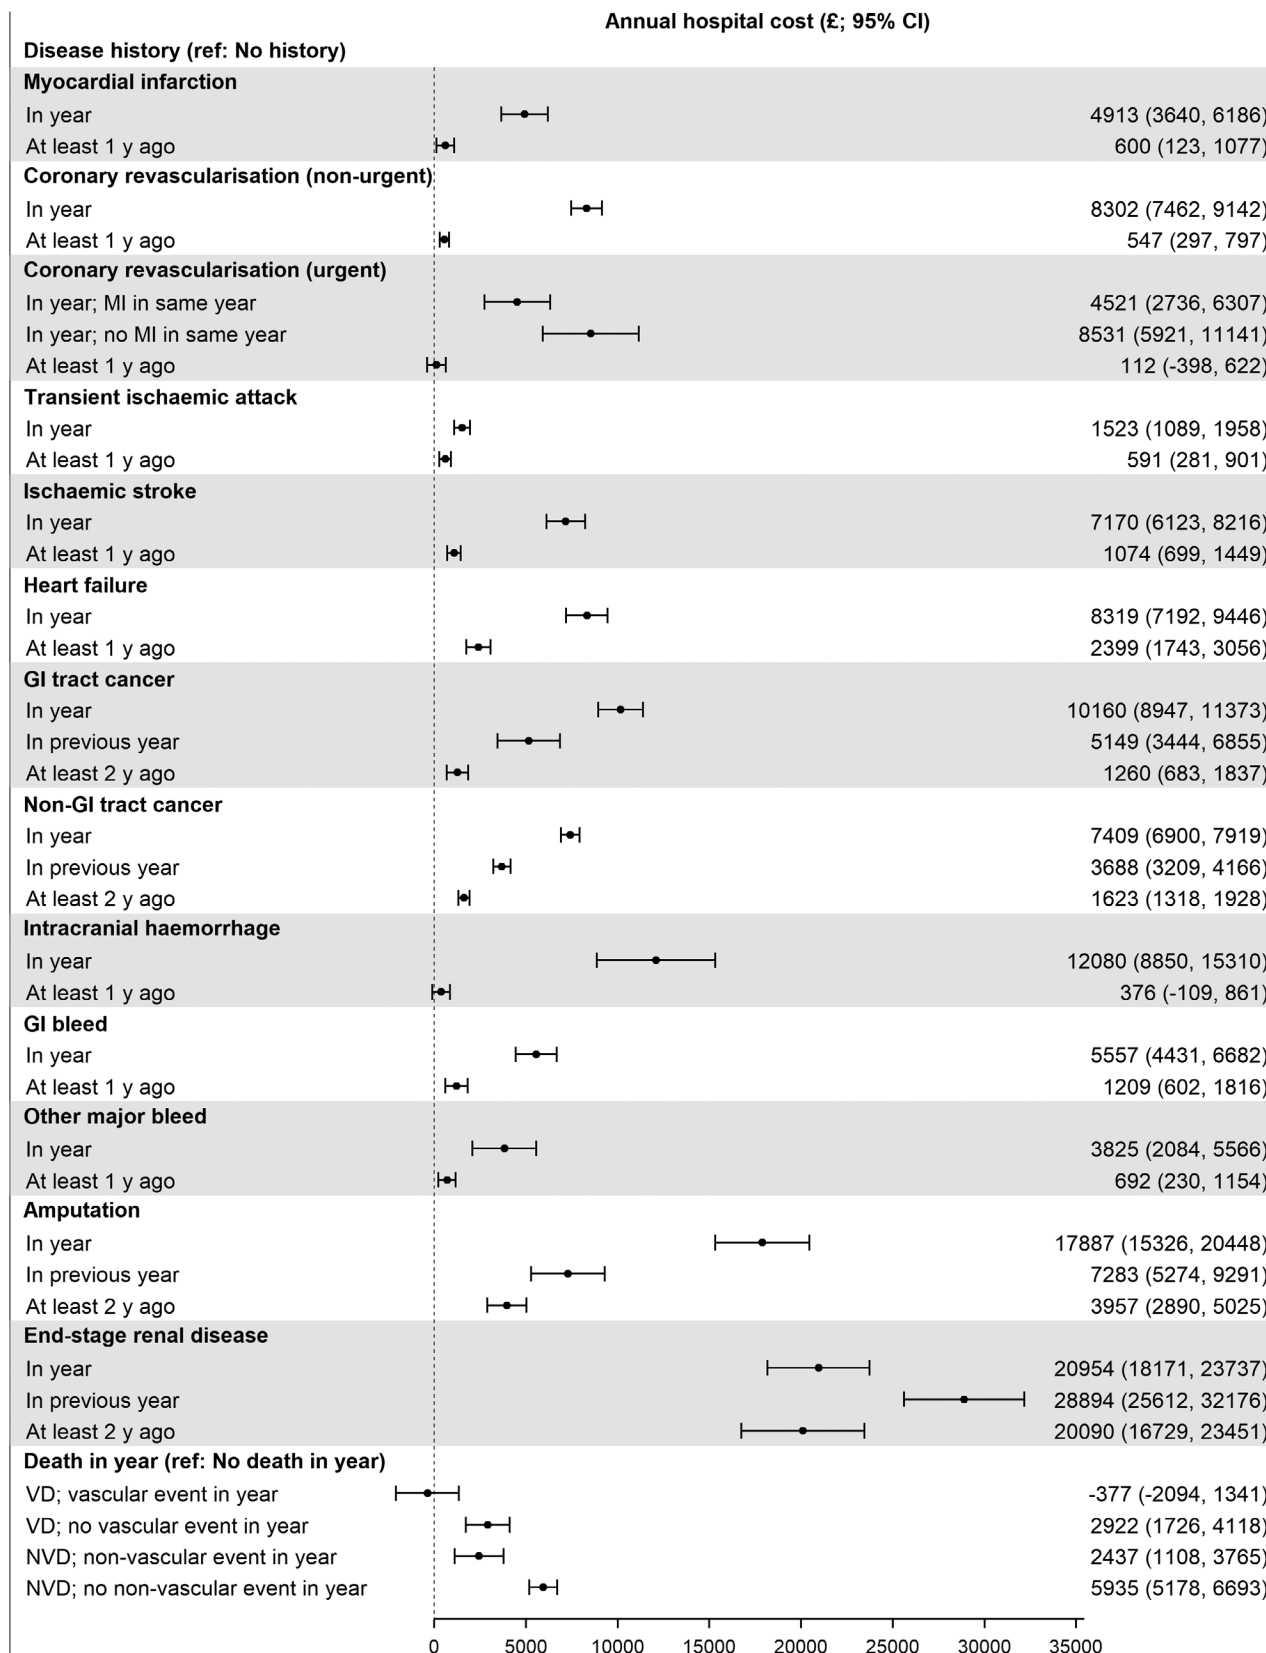 Annual hospital cost (£; 95% CI)
Disease history (ref: No history)
Myocardial infarction
In year 4913 (3640, 6186)
At least 1 y ago 600 (123, 1077)
Coronary revascularisation (non-urgent)
In year 8302 (7462, 9142)
At least 1 y ago 547 (297, 797)
Coronary revascularisation (urgent)
In year; MI in same year 4521 (2736, 6307)
In year; no MI in same year 8531 (5921, 11141)
At least 1 y ago 112 (-398, 622)
Transient ischaemic attack
In year 1523 (1089, 1958)
At least 1 y ago 591 (281, 901)
Ischaemic stroke
In year 7170 (6123, 8216)
At least 1 y ago 1074 (699, 1449)
Heart failure
In year 8319 (7192, 9446)
At least 1 y ago 2399 (1743, 3056)
GI tract cancer
In year 10160 (8947, 11373)
In previous year 5149 (3444, 6855)
At least 2 y ago 1260 (683, 1837)
Non-GI tract cancer
In year 7409 (6900, 7919)
In previous year 3688 (3209, 4166)
At least 2 y ago 1623 (1318, 1928)
Intracranial haemorrhage
In year 12080 (8850, 15310)
At least 1 y ago 376 (-109, 861)
GI bleed
In year 5557 (4431, 6682)
At least 1 y ago 1209 (602, 1816)
Other major bleed
In year 3825 (2084, 5566)
At least 1 y ago 692 (230, 1154)
Amputation
In year 17887 (15326, 20448)
In previous year 7283 (5274, 9291)
At least 2 y ago 3957 (2890, 5025)
End-stage renal disease
In year 20954 (18171, 23737)
In previous year 28894 (25612, 32176)
At least 2 y ago 20090 (16729, 23451)
Death in year (ref: No death in year)
VD; vascular event in year -377 (-2094, 1341)
VD; no vascular event in year 2922 (1726, 4118)
NVD; non-vascular event in year 2437 (1108, 3765)
NVD; no non-vascular event in year 5935 (5178, 6693)
0 5000 10000 15000 20000 25000 30000 35000